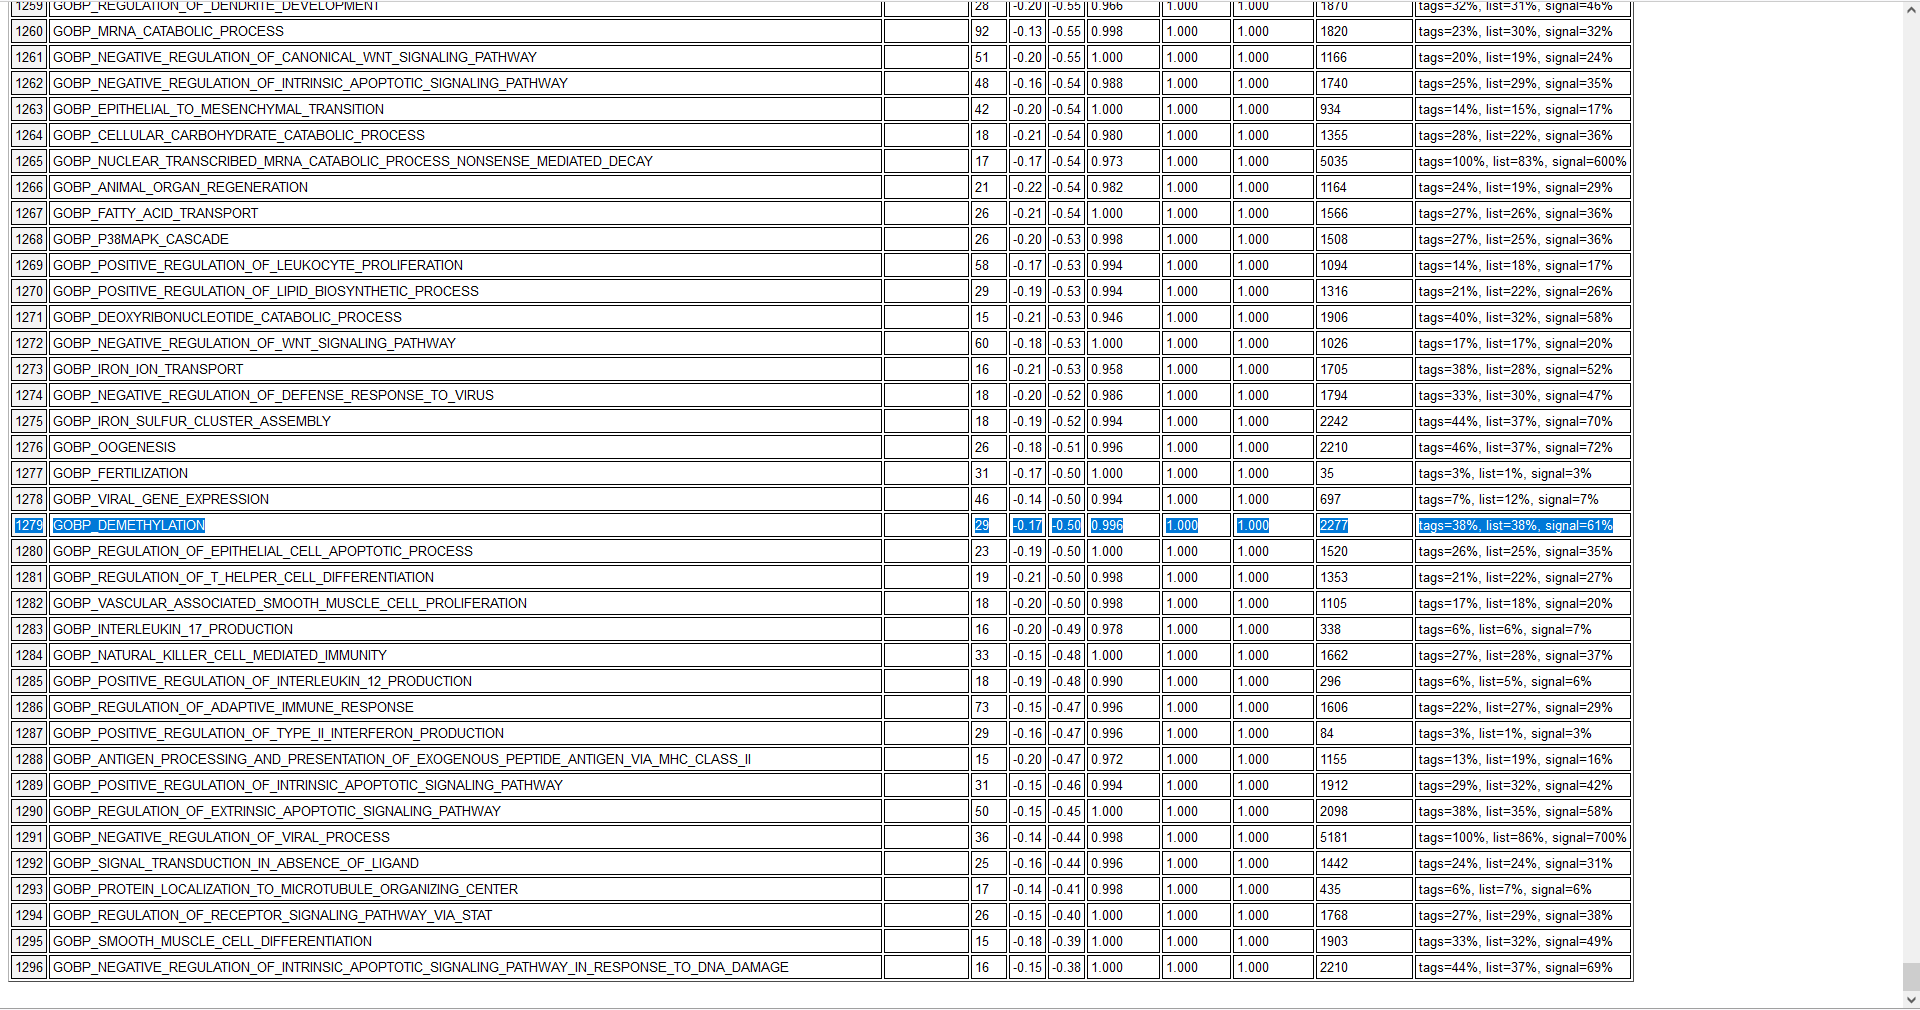 1259 GOBP_REGULATION_OF_DENDRITE_DEVELOPMENT 28 -0.20 -0.55 0.966 1.000 1.000 1870 tags=32%, list=31%, signal=46%
1260 GOBP_MRNA_CATABOLIC_PROCESS 92 -0.13 -0.55 0.998 1.000 1.000 1820 tags=23%, list=30%, signal=32%
1261 GOBP_NEGATIVE_REGULATION_OF_CANONICAL_WNT_SIGNALING_PATHWAY 51 -0.20 -0.55 1.000 1.000 1.000 1166 tags=20%, list=19%, signal=24%
1262 GOBP_NEGATIVE_REGULATION_OF_INTRINSIC_APOPTOTIC_SIGNALING_PATHWAY 48 -0.16 -0.54 0.988 1.000 1.000 1740 tags=25%, list=29%, signal=35%
1263 GOBP_EPITHELIAL_TO_MESENCHYMAL_TRANSITION 42 -0.20 -0.54 1.000 1.000 1.000 934 tags=14%, list=15%, signal=17%
1264 GOBP_CELLULAR_CARBOHYDRATE_CATABOLIC_PROCESS 18 -0.21 -0.54 0.980 1.000 1.000 1355 tags=28%, list=22%, signal=36%
1265 GOBP_NUCLEAR_TRANSCRIBED_MRNA_CATABOLIC_PROCESS_NONSENSE_MEDIATED_DECAY 17 -0.17 -0.54 0.973 1.000 1.000 5035 tags=100%, list=83%, signal=600%
1266 GOBP_ANIMAL_ORGAN_REGENERATION 21 -0.22 -0.54 0.982 1.000 1.000 1164 tags=24%, list=19%, signal=29%
1267 GOBP_FATTY_ACID_TRANSPORT 26 -0.21 -0.54 1.000 1.000 1.000 1566 tags=27%, list=26%, signal=36%
1268 GOBP_P38MAPK_CASCADE 26 -0.20 -0.53 0.998 1.000 1.000 1508 tags=27%, list=25%, signal=36%
1269 GOBP_POSITIVE_REGULATION_OF_LEUKOCYTE_PROLIFERATION 58 -0.17 -0.53 0.994 1.000 1.000 1094 tags=14%, list=18%, signal=17%
1270 GOBP_POSITIVE_REGULATION_OF_LIPID_BIOSYNTHETIC_PROCESS 29 -0.19 -0.53 0.994 1.000 1.000 1316 tags=21%, list=22%, signal=26%
1271 GOBP_DEOXYRIBONUCLEOTIDE_CATABOLIC_PROCESS 15 -0.21 -0.53 0.946 1.000 1.000 1906 tags=40%, list=32%, signal=58%
1272 GOBP_NEGATIVE_REGULATION_OF_WNT_SIGNALING_PATHWAY 60 -0.18 -0.53 1.000 1.000 1.000 1026 tags=17%, list=17%, signal=20%
1273 GOBP_IRON_ION_TRANSPORT 16 -0.21 -0.53 0.958 1.000 1.000 1705 tags=38%, list=28%, signal=52%
1274 GOBP_NEGATIVE_REGULATION_OF_DEFENSE_RESPONSE_TO_VIRUS 18 -0.20 -0.52 0.986 1.000 1.000 1794 tags=33%, list=30%, signal=47%
1275 GOBP_IRON_SULFUR_CLUSTER_ASSEMBLY 18 -0.19 -0.52 0.994 1.000 1.000 2242 tags=44%, list=37%, signal=70%
1276 GOBP_OOGENESIS 26 -0.18 -0.51 0.996 1.000 1.000 2210 tags=46%, list=37%, signal=72%
1277 GOBP_FERTILIZATION 31 -0.17 -0.50 1.000 1.000 1.000 35 tags=3%, list=1%, signal=3%
1278 GOBP_VIRAL_GENE_EXPRESSION 46 -0.14 -0.50 0.994 1.000 1.000 697 tags=7%, list=12%, signal=7%
1279 GOBP_DEMETHYLATION 29 -0.17 -0.50 0.996 1.000 1.000 2277 tags=38%, list=38%, signal=61%
1280 GOBP_REGULATION_OF_EPITHELIAL_CELL_APOPTOTIC_PROCESS 23 -0.19 -0.50 1.000 1.000 1.000 1520 tags=26%, list=25%, signal=35%
1281 GOBP_REGULATION_OF_T_HELPER_CELL_DIFFERENTIATION 19 -0.21 -0.50 0.998 1.000 1.000 1353 tags=21%, list=22%, signal=27%
1282 GOBP_VASCULAR_ASSOCIATED_SMOOTH_MUSCLE_CELL_PROLIFERATION 18 -0.20 -0.50 0.998 1.000 1.000 1105 tags=17%, list=18%, signal=20%
1283 GOBP_INTERLEUKIN_17_PRODUCTION 16 -0.20 -0.49 0.978 1.000 1.000 338 tags=6%, list=6%, signal=7%
1284 GOBP_NATURAL_KILLER_CELL_MEDIATED_IMMUNITY 33 -0.15 -0.48 1.000 1.000 1.000 1662 tags=27%, list=28%, signal=37%
1285 GOBP_POSITIVE_REGULATION_OF_INTERLEUKIN_12_PRODUCTION 18 -0.19 -0.48 0.990 1.000 1.000 296 tags=6%, list=5%, signal=6%
1286 GOBP_REGULATION_OF_ADAPTIVE_IMMUNE_RESPONSE 73 -0.15 -0.47 0.996 1.000 1.000 1606 tags=22%, list=27%, signal=29%
1287 GOBP_POSITIVE_REGULATION_OF_TYPE_II_INTERFERON_PRODUCTION 29 -0.16 -0.47 0.996 1.000 1.000 84 tags=3%, list=1%, signal=3%
1288 GOBP_ANTIGEN_PROCESSING_AND_PRESENTATION_OF_EXOGENOUS_PEPTIDE_ANTIGEN_VIA_MHC_CLASS_II 15 -0.20 -0.47 0.972 1.000 1.000 1155 tags=13%, list=19%, signal=16%
1289 GOBP_POSITIVE_REGULATION_OF_INTRINSIC_APOPTOTIC_SIGNALING_PATHWAY 31 -0.15 -0.46 0.994 1.000 1.000 1912 tags=29%, list=32%, signal=42%
1290 GOBP_REGULATION_OF_EXTRINSIC_APOPTOTIC_SIGNALING_PATHWAY 50 -0.15 -0.45 1.000 1.000 1.000 2098 tags=38%, list=35%, signal=58%
1291 GOBP_NEGATIVE_REGULATION_OF_VIRAL_PROCESS 36 -0.14 -0.44 0.998 1.000 1.000 5181 tags=100%, list=86%, signal=700%
1292 GOBP_SIGNAL_TRANSDUCTION_IN_ABSENCE_OF_LIGAND 25 -0.16 -0.44 0.996 1.000 1.000 1442 tags=24%, list=24%, signal=31%
1293 GOBP_PROTEIN_LOCALIZATION_TO_MICROTUBULE_ORGANIZING_CENTER 17 -0.14 -0.41 0.998 1.000 1.000 435 tags=6%, list=7%, signal=6%
1294 GOBP_REGULATION_OF_RECEPTOR_SIGNALING_PATHWAY_VIA_STAT 26 -0.15 -0.40 1.000 1.000 1.000 1768 tags=27%, list=29%, signal=38%
1295 GOBP_SMOOTH_MUSCLE_CELL_DIFFERENTIATION 15 -0.18 -0.39 1.000 1.000 1.000 1903 tags=33%, list=32%, signal=49%
1296 GOBP_NEGATIVE_REGULATION_OF_INTRINSIC_APOPTOTIC_SIGNALING_PATHWAY_IN_RESPONSE_TO_DNA_DAMAGE 16 -0.15 -0.38 1.000 1.000 1.000 2210 tags=44%, list=37%, signal=69%